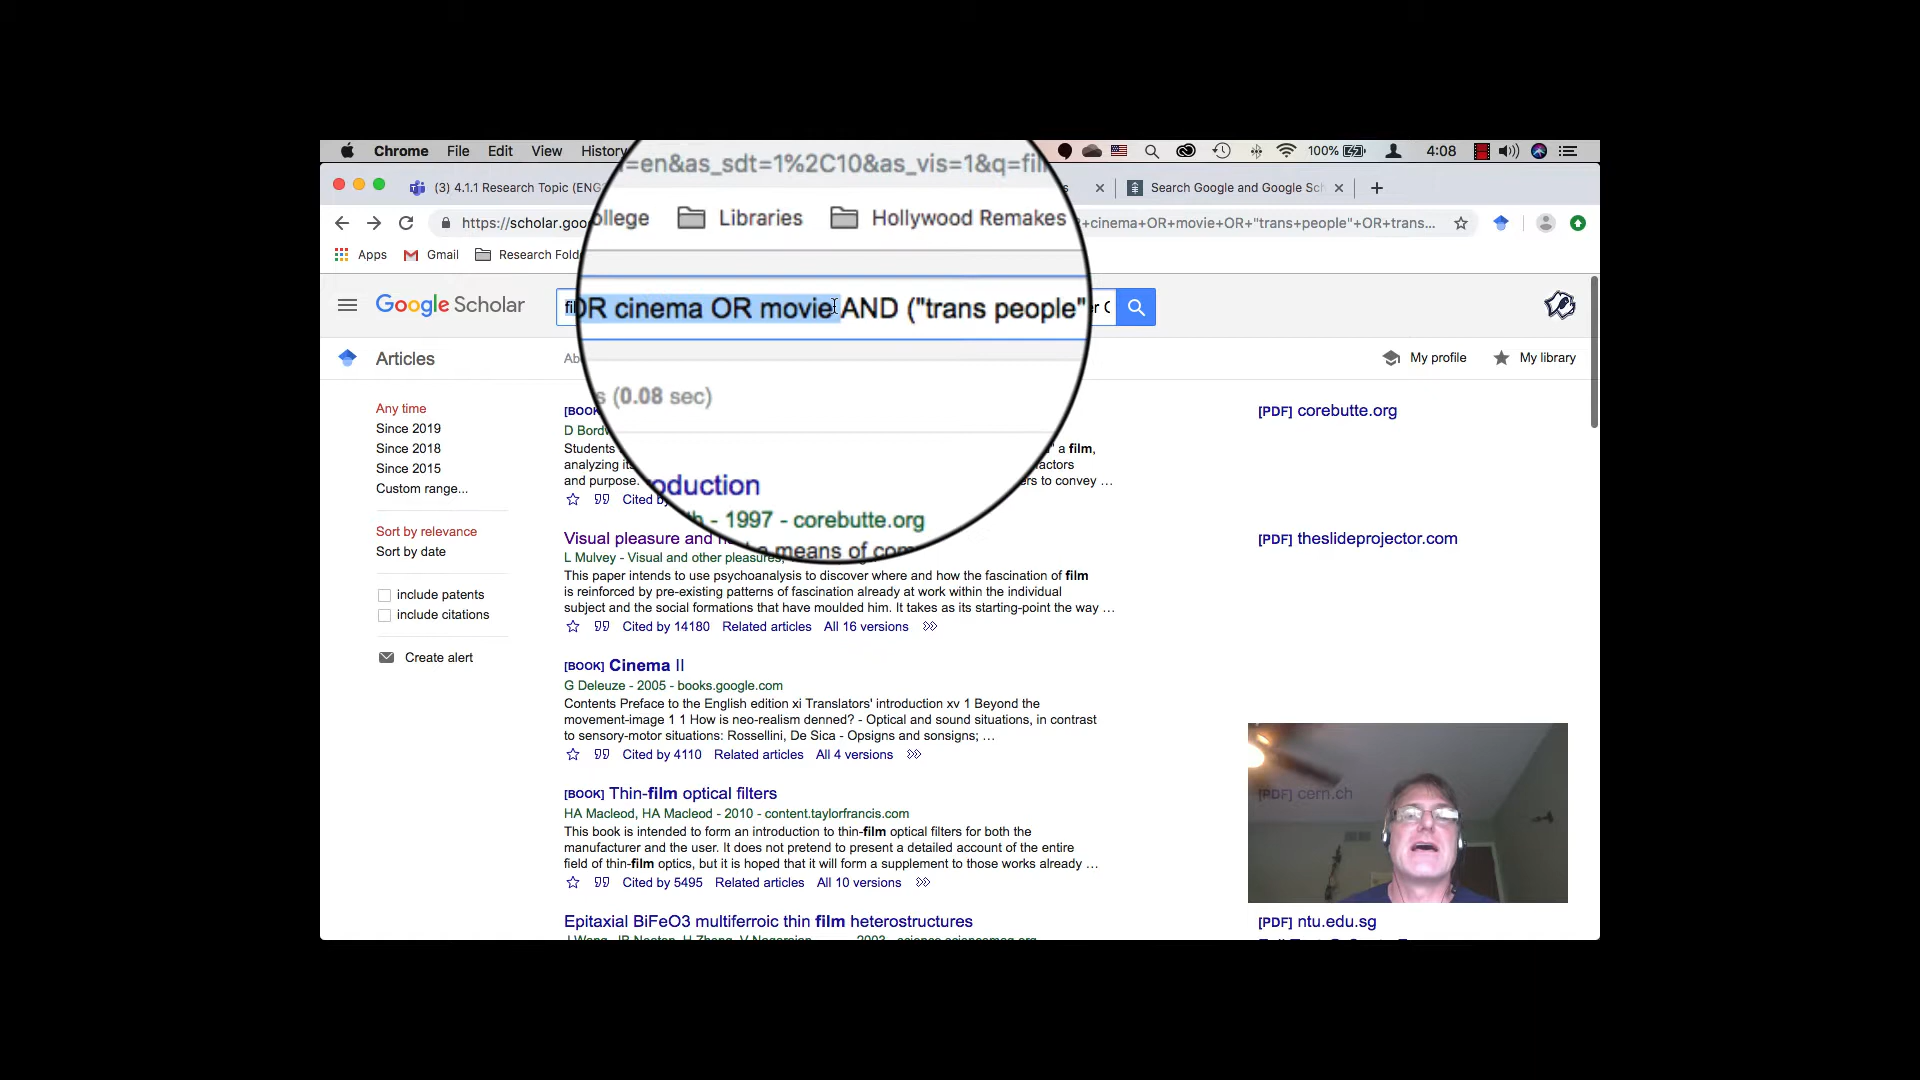 Chrome File Edit View History
100% 4:08
(3) 4.1.1 Research Topic (ENG
Search Google and Google Sch
https://scholar.goo
+cinema+OR+movie+OR+"trans+people"+OR+trans...
=en&as_sdt=1%2C10&as_vis=1&q=fil
Apps Gmail Research Fold
ollege Libraries Hollywood Remakes
Google Scholar
OR cinema OR movie AND ("trans people"
Articles
My profile My library
s (0.08 sec)
Any time
Since 2019
Since 2018
Since 2015
Custom range...
Sort by relevance
Sort by date
include patents
include citations
Create alert
[BOOK
[PDF] corebutte.org
D Bordw
Students
a film,
analyzing its
actors
and purpose.
ers to convey …
Cited by
oduction
th - 1997 - corebutte.org
a means of com
Visual pleasure and n
[PDF] theslideprojector.com
L Mulvey - Visual and other pleasures,
This paper intends to use psychoanalysis to discover where and how the fascination of film
is reinforced by pre-existing patterns of fascination already at work within the individual
subject and the social formations that have moulded him. It takes as its starting-point the way …
Cited by 14180 Related articles All 16 versions
[BOOK] Cinema II
G Deleuze - 2005 - books.google.com
Contents Preface to the English edition xi Translators' introduction xv 1 Beyond the
movement-image 1 1 How is neo-realism denned? - Optical and sound situations, in contrast
to sensory-motor situations: Rossellini, De Sica - Opsigns and sonsigns; …
Cited by 4110 Related articles All 4 versions
[BOOK] Thin-film optical filters
[PDF] cern.ch
HA Macleod, HA Macleod - 2010 - content.taylorfrancis.com
This book is intended to form an introduction to thin-film optical filters for both the
manufacturer and the user. It does not pretend to present a detailed account of the entire
field of thin-film optics, but it is hoped that it will form a supplement to those works already …
Cited by 5495 Related articles All 10 versions
Epitaxial BiFeO3 multiferroic thin film heterostructures
[PDF] ntu.edu.sg